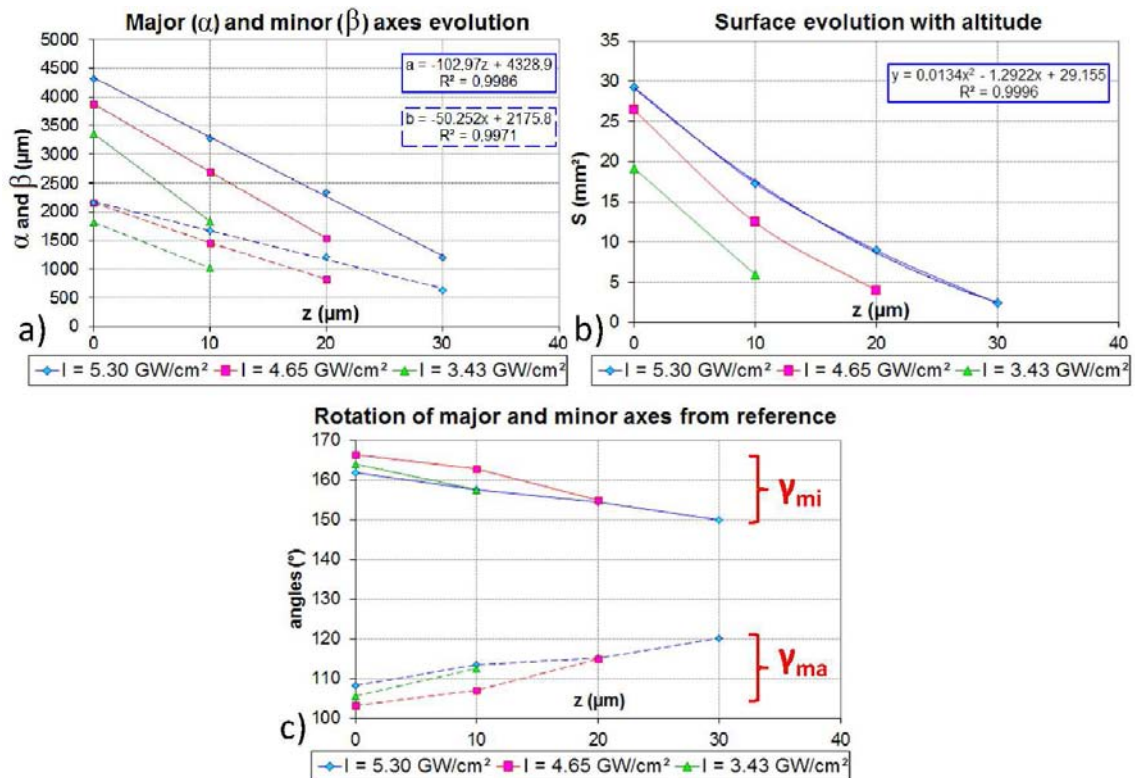 Major (α) and minor (β) axes evolution
α and β (µm)
5000
4500
4000
3500
3000
2500
2000
1500
1000
500
0
a = -102.97z + 4328.9
R² = 0.9986
b = -50.252x + 2175.8
R² = 0.9971
z (µm)
0 10 20 30 40
a)
I = 5.30 GW/cm² I = 4.65 GW/cm² I = 3.43 GW/cm²
Surface evolution with altitude
S (mm²)
35
30
25
20
15
10
5
0
y = 0.0134x² - 1.2922x + 29.155
R² = 0.9996
z (µm)
0 10 20 30 40
b)
I = 5.30 GW/cm² I = 4.65 GW/cm² I = 3.43 GW/cm²
Rotation of major and minor axes from reference
angles (°)
170
160
150
140
130
120
110
100
γmi
γma
z (µm)
0 10 20 30 40
c)
I = 5.30 GW/cm² I = 4.65 GW/cm² I = 3.43 GW/cm²